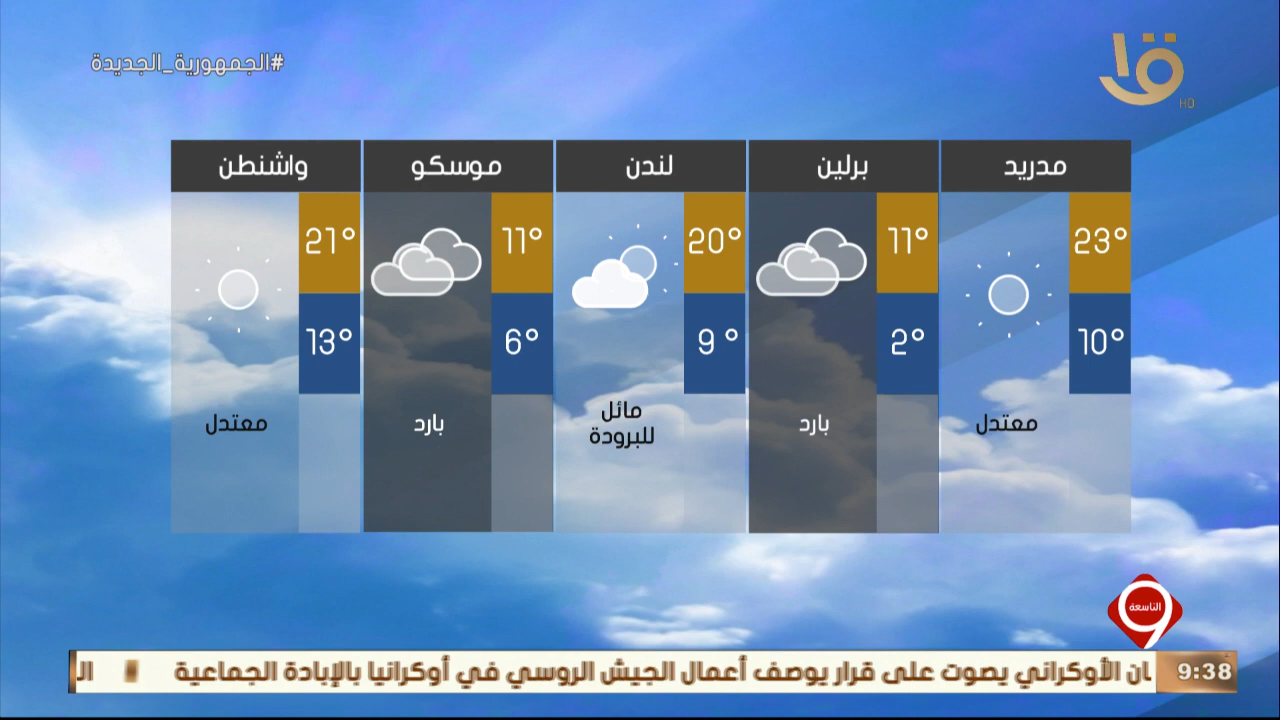 #الجمهورية_الجديدة
HD
مدريد
برلين
لندن
موسكو
واشنطن
23°
11°
20°
11°
21°
10°
2°
9°
6°
13°
معتدل
بارد
مائل
للبرودة
بارد
معتدل
التاسعة
9
9:38
الأوكراني يصوت على قرار يوصف أعمال الجيش الروسي في أوكرانيا بالإبادة الجماعية